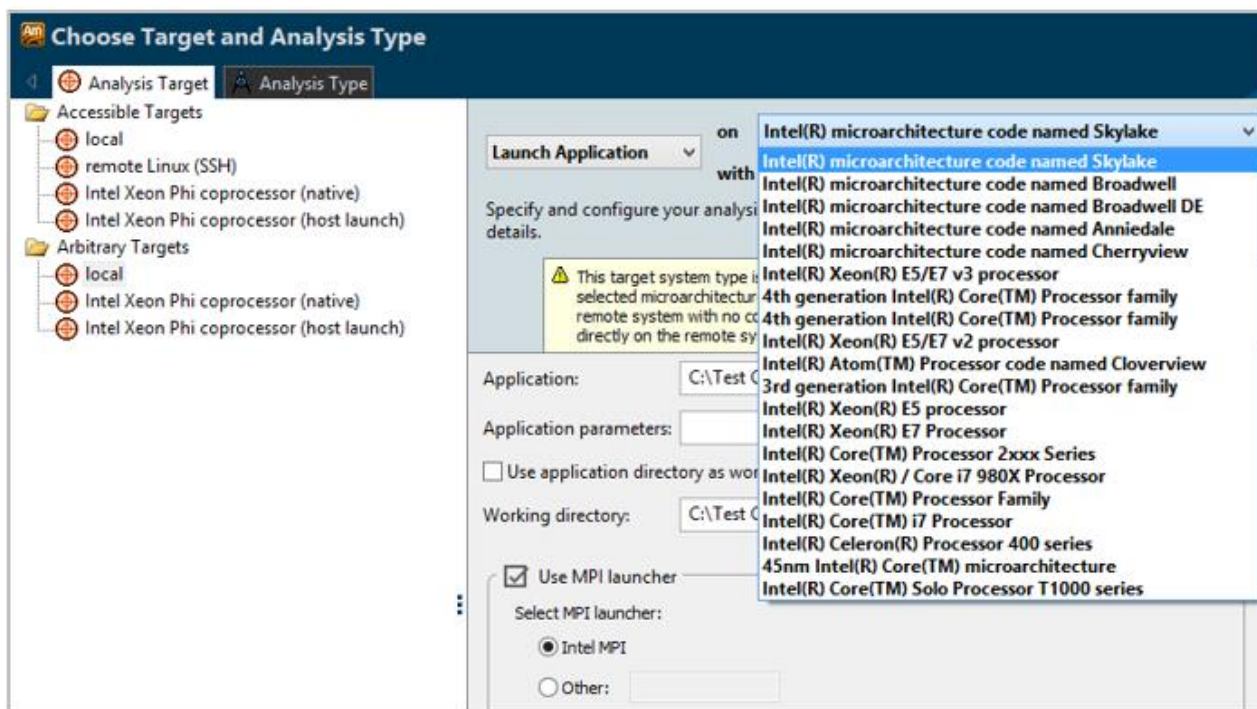 Choose Target and Analysis Type
Analysis Target
Analysis Type
Accessible Targets
local
remote Linux (SSH)
Intel Xeon Phi coprocessor (native)
Intel Xeon Phi coprocessor (host launch)
Arbitrary Targets
local
Intel Xeon Phi coprocessor (native)
Intel Xeon Phi coprocessor (host launch)
Launch Application
on
with
Intel(R) microarchitecture code named Skylake
Intel(R) microarchitecture code named Skylake
Intel(R) microarchitecture code named Broadwell
Intel(R) microarchitecture code named Broadwell DE
Intel(R) microarchitecture code named Anniedale
Intel(R) microarchitecture code named Cherryview
Intel(R) Xeon(R) E5/E7 v3 processor
4th generation Intel(R) Core(TM) Processor family
4th generation Intel(R) Core(TM) Processor family
Intel(R) Xeon(R) E5/E7 v2 processor
Intel(R) Atom(TM) Processor code named Cloverview
3rd generation Intel(R) Core(TM) Processor family
Intel(R) Xeon(R) E5 processor
Intel(R) Xeon(R) E7 Processor
Intel(R) Core(TM) Processor 2xxx Series
Intel(R) Xeon(R) / Core i7 980X Processor
Intel(R) Core(TM) Processor Family
Intel(R) Core(TM) i7 Processor
Intel(R) Celeron(R) Processor 400 series
45nm Intel(R) Core(TM) microarchitecture
Intel(R) Core(TM) Solo Processor T1000 series
Specify and configure your analysi
details.
This target system type i
selected microarchitectur
remote system with no co
directly on the remote sy
Application:
C:\Test
Application parameters:
Use application directory as wor
Working directory:
C:\Test
Use MPI launcher
Select MPI launcher:
Intel MPI
Other: